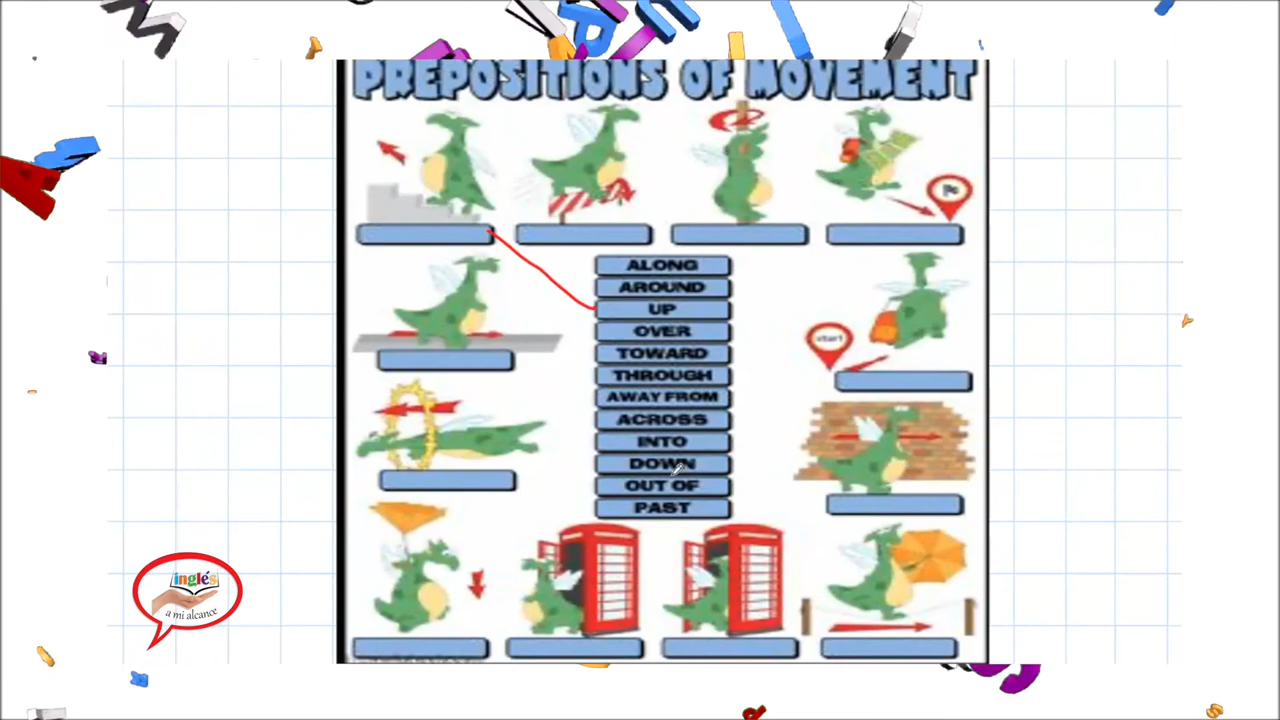 PREPOSITIONS OF MOVEMENT
ALONG
AROUND
UP
OVER
start
TOWARD
THROUGH
AWAY FROM
ACROSS
INTO
DOWN
OUT OF
PAST
inglés
a mi alcance